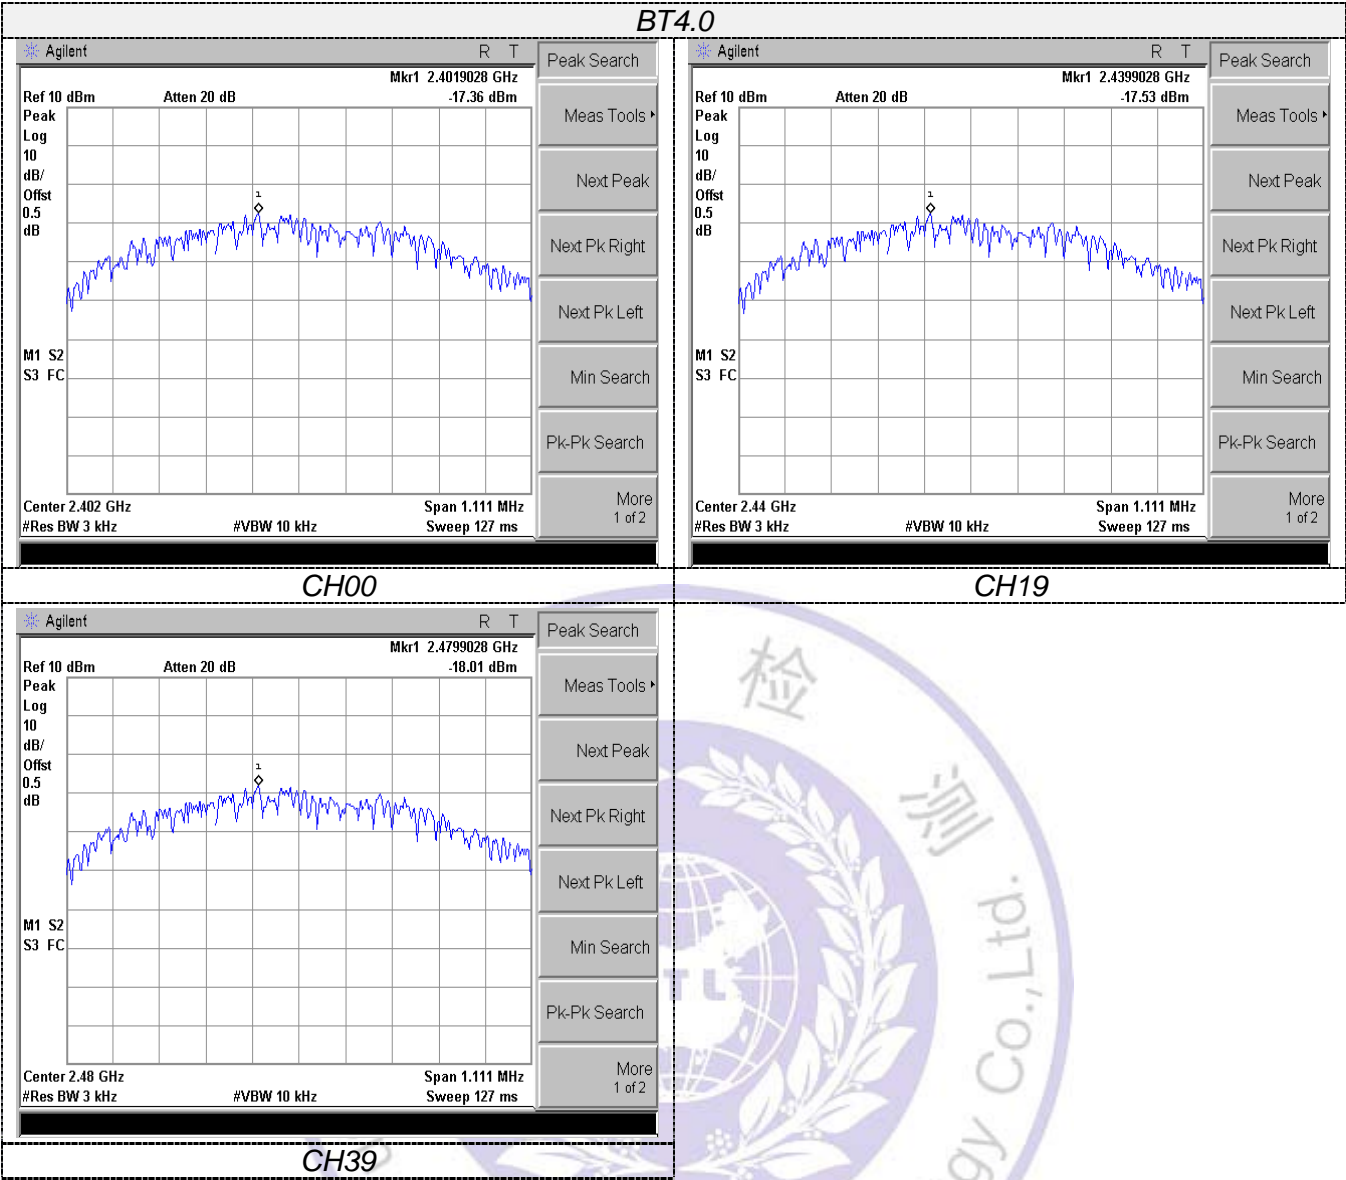 BT4.0
Agilent R T
Mkr1 2.4019028 GHz
Ref 10 dBm Atten 20 dB -17.36 dBm
Peak
Log
10
dB/
Offst
0.5
dB
1
M1 S2
S3 FC
Center 2.402 GHz Span 1.111 MHz
#Res BW 3 kHz #VBW 10 kHz Sweep 127 ms
Peak Search
Meas Tools
Next Peak
Next Pk Right
Next Pk Left
Min Search
Pk-Pk Search
More
1 of 2
Agilent R T
Mkr1 2.4399028 GHz
Ref 10 dBm Atten 20 dB -17.53 dBm
Peak
Log
10
dB/
Offst
0.5
dB
1
M1 S2
S3 FC
Center 2.44 GHz Span 1.111 MHz
#Res BW 3 kHz #VBW 10 kHz Sweep 127 ms
Peak Search
Meas Tools
Next Peak
Next Pk Right
Next Pk Left
Min Search
Pk-Pk Search
More
1 of 2
CH00
CH19
Agilent R T
Mkr1 2.4799028 GHz
Ref 10 dBm Atten 20 dB -18.01 dBm
Peak
Log
10
dB/
Offst
0.5
dB
1
M1 S2
S3 FC
Center 2.48 GHz Span 1.111 MHz
#Res BW 3 kHz #VBW 10 kHz Sweep 127 ms
Peak Search
Meas Tools
Next Peak
Next Pk Right
Next Pk Left
Min Search
Pk-Pk Search
More
1 of 2
CH39
检测
Co.,Ltd.